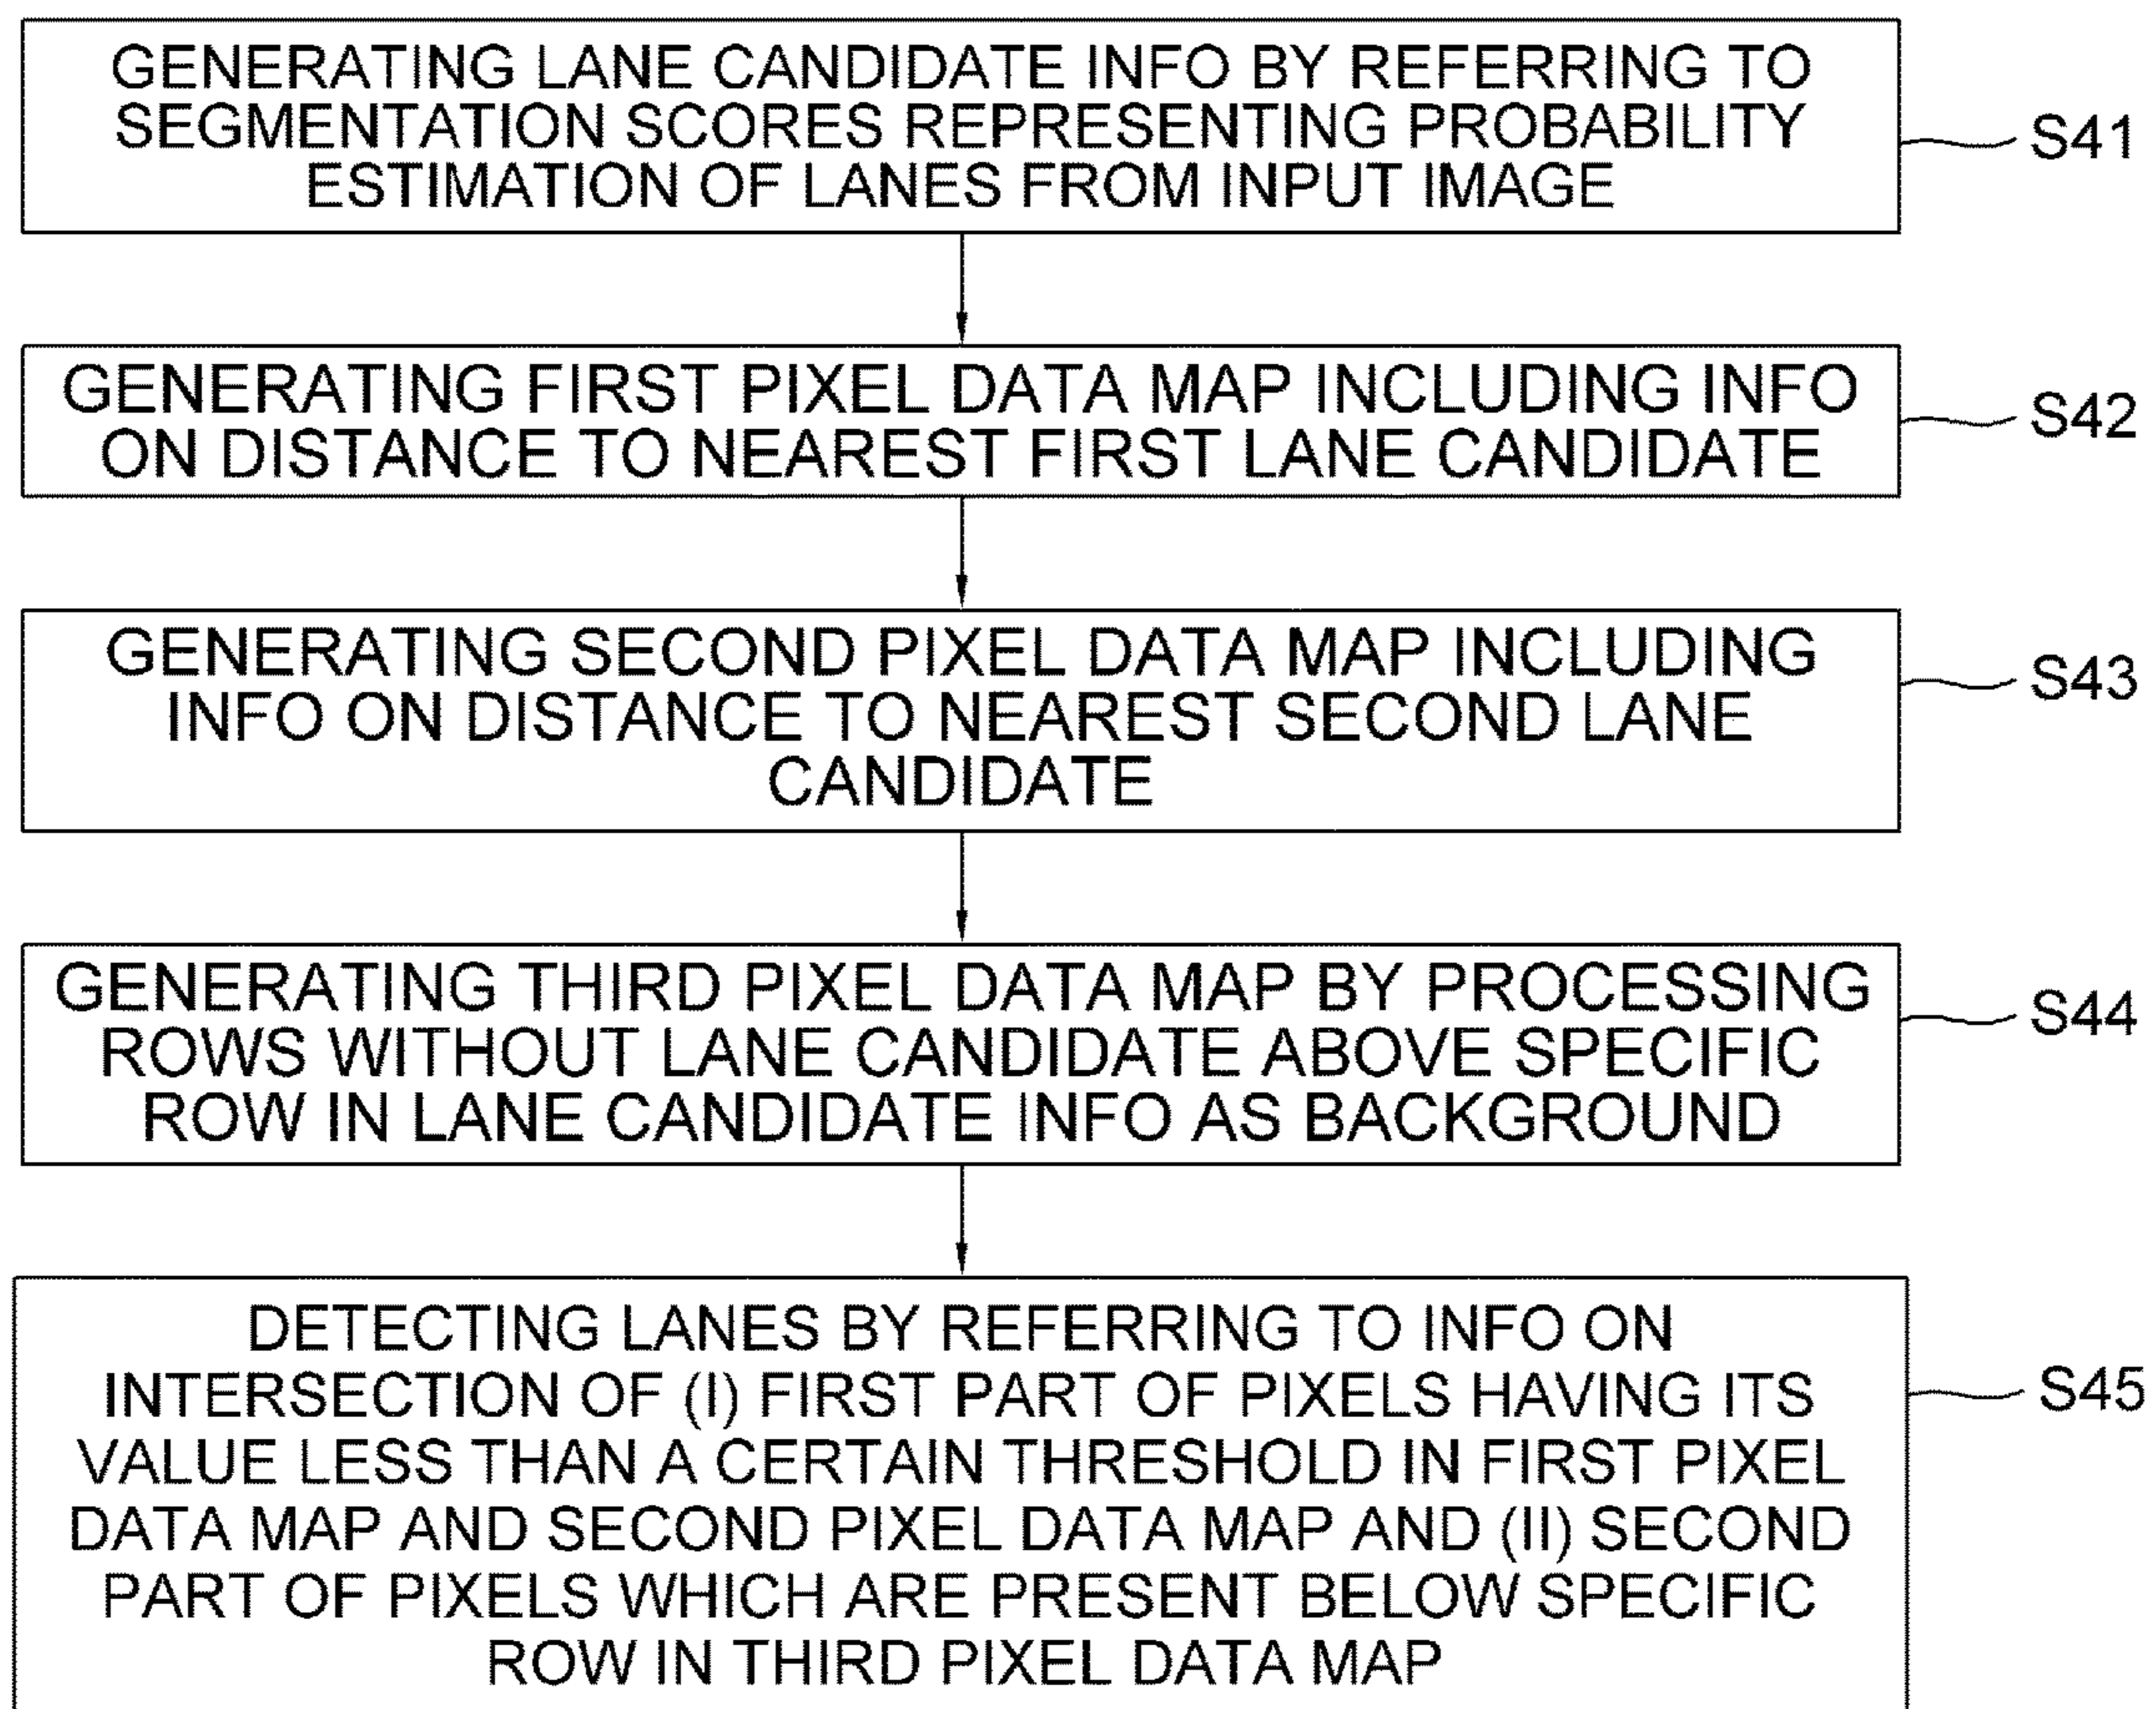 GENERATING LANE CANDIDATE INFO BY REFERRING TO
SEGMENTATION SCORES REPRESENTING PROBABILITY
ESTIMATION OF LANES FROM INPUT IMAGE
S41
GENERATING FIRST PIXEL DATA MAP INCLUDING INFO
ON DISTANCE TO NEAREST FIRST LANE CANDIDATE
S42
GENERATING SECOND PIXEL DATA MAP INCLUDING
INFO ON DISTANCE TO NEAREST SECOND LANE
CANDIDATE
S43
GENERATING THIRD PIXEL DATA MAP BY PROCESSING
ROWS WITHOUT LANE CANDIDATE ABOVE SPECIFIC
ROW IN LANE CANDIDATE INFO AS BACKGROUND
S44
DETECTING LANES BY REFERRING TO INFO ON
INTERSECTION OF (I) FIRST PART OF PIXELS HAVING ITS
VALUE LESS THAN A CERTAIN THRESHOLD IN FIRST PIXEL
DATA MAP AND SECOND PIXEL DATA MAP AND (II) SECOND
PART OF PIXELS WHICH ARE PRESENT BELOW SPECIFIC
ROW IN THIRD PIXEL DATA MAP
S45